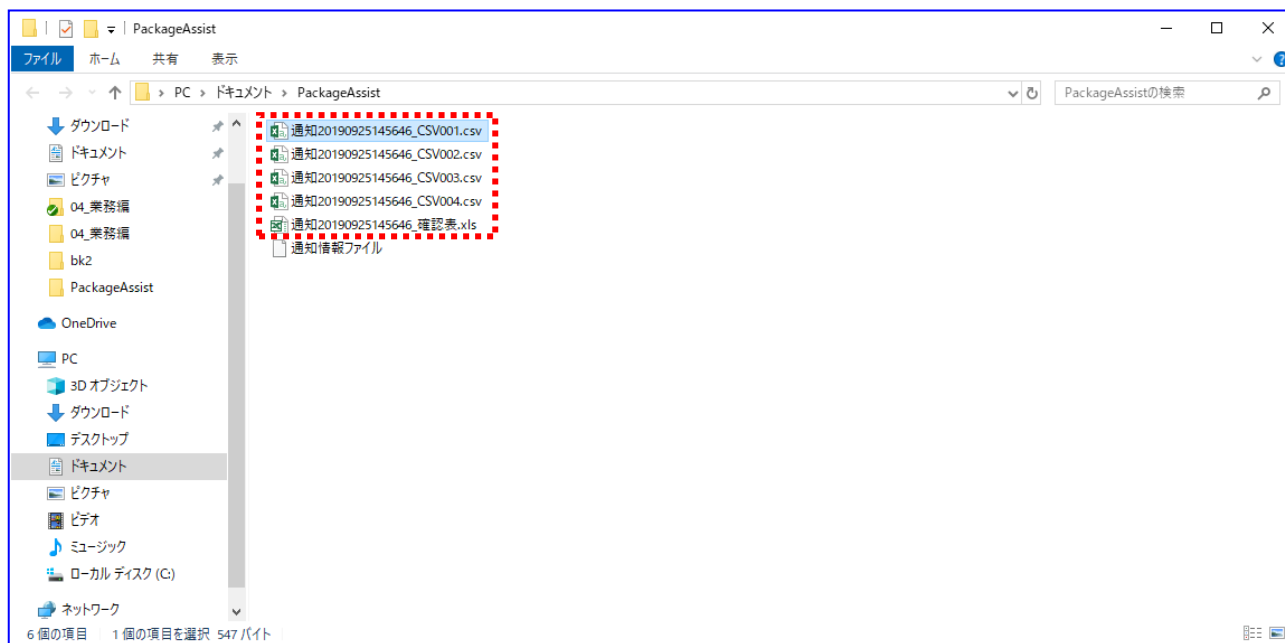 PackageAssist
ファイル ホーム 共有 表示
PC > ドキュメント > PackageAssist
PackageAssistの検索
ダウンロード
ドキュメント
ピクチャ
04_業務編
04_業務編
bk2
PackageAssist
OneDrive
PC
3D オブジェクト
ダウンロード
デスクトップ
ドキュメント
ピクチャ
ビデオ
ミュージック
ローカル ディスク (C:)
ネットワーク
通知20190925145646_CSV001.csv
通知20190925145646_CSV002.csv
通知20190925145646_CSV003.csv
通知20190925145646_CSV004.csv
通知20190925145646_確認表.xls
通知情報ファイル
6 個の項目 1 個の項目を選択 547 バイト